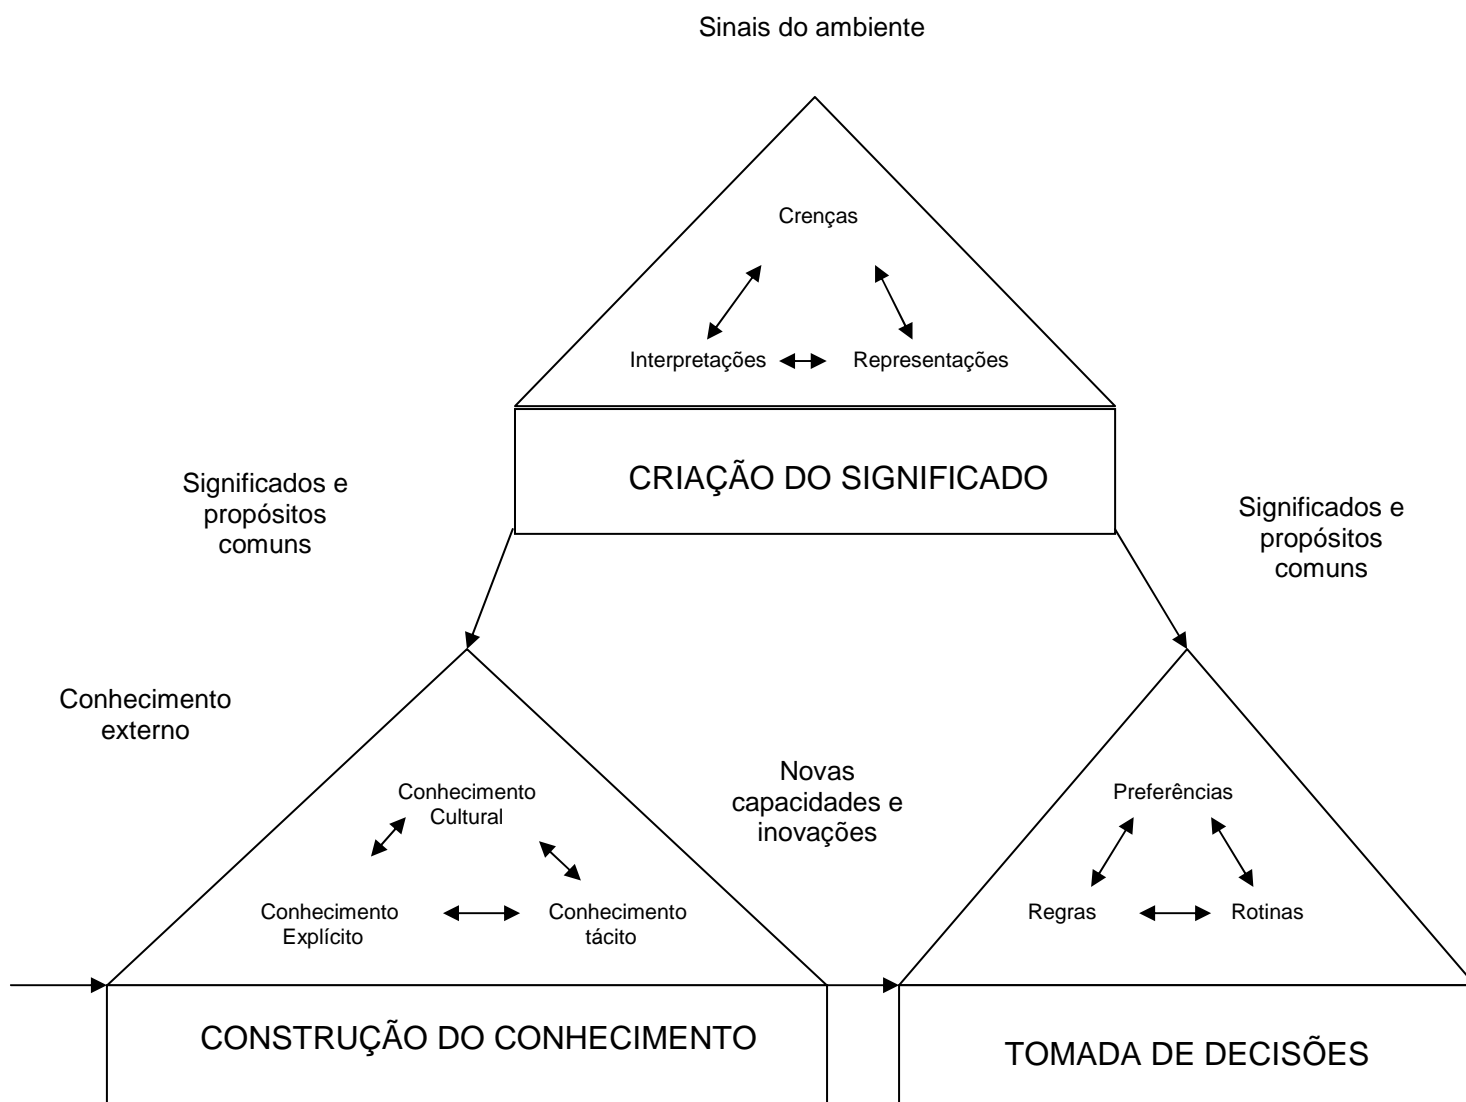 Sinais do ambiente
Crenças
Interpretações
Representações
CRIAÇÃO DO SIGNIFICADO
Significados e
propósitos
comuns
Significados e
propósitos
comuns
Conhecimento
externo
Conhecimento
Cultural
Conhecimento
Explícito
Conhecimento
tácito
Novas
capacidades e
inovações
Preferências
Regras
Rotinas
CONSTRUÇÃO DO CONHECIMENTO
TOMADA DE DECISÕES